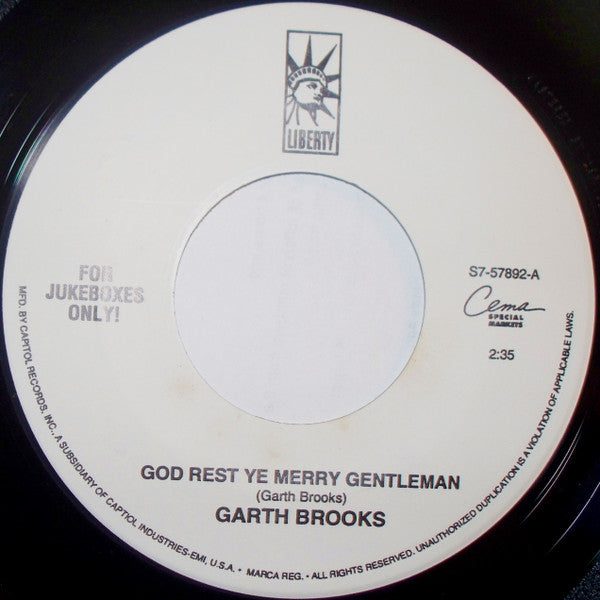 LIBERTY
FOR
JUKEBOXES
ONLY!
S7-57892-A
Cema
SPECIAL
MARKETS
2:35
GOD REST YE MERRY GENTLEMAN
(Garth Brooks)
GARTH BROOKS
MFD. BY CAPITOL RECORDS, INC., A SUBSIDIARY OF CAPTIOL INDUSTRIES-EMI, U.S.A. • MARCA REG. • ALL RIGHTS RESERVED. UNAUTHORIZED DUPLICATION IS A VIOLATION OF APPLICABLE LAWS.